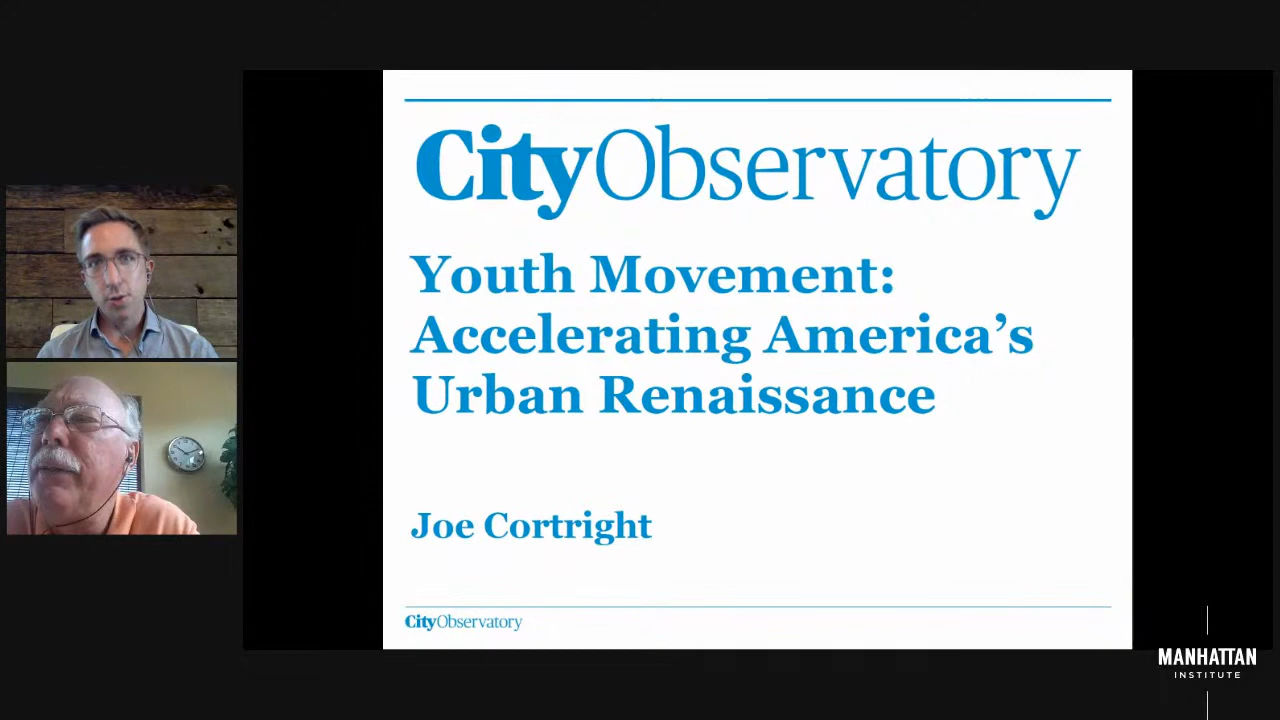 CityObservatory
Youth Movement:
Accelerating America's
Urban Renaissance
Joe Cortright
CityObservatory
MANHATTAN
INSTITUTE